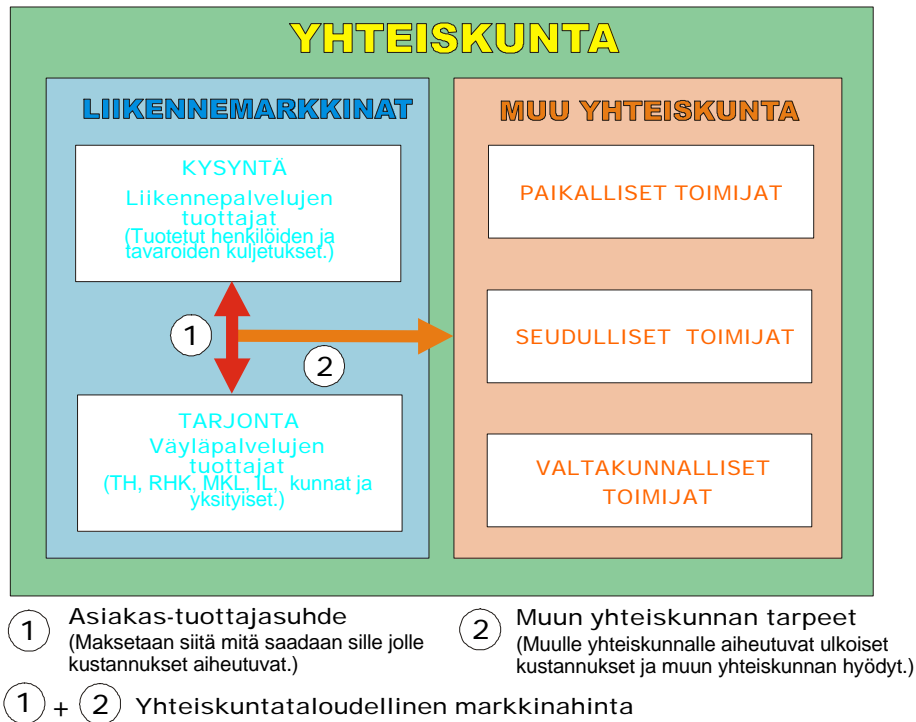 YHTEISKUNTA
LIIKENNEMARKKINAT
KYSYNTÄ
Liikennepalvelujen
tuottajat
(Tuotetut henkilöiden ja
tavaroiden kuljetukset.)
1
2
TARJONTA
Väyläpalvelujen
tuottajat
(TH, RHK, MKL, IL, kunnat ja
yksityiset.)
MUU YHTEISKUNTA
PAIKALLISET TOIMIJAT
SEUDULLISET TOIMIJAT
VALTAKUNNALLISET
TOIMIJAT
1 Asiakas-tuottajasuhde
(Maksetaan siitä mitä saadaan sille jolle
kustannukset aiheutuvat.)
2 Muun yhteiskunnan tarpeet
(Muulle yhteiskunnalle aiheutuvat ulkoiset
kustannukset ja muun yhteiskunnan hyödyt.)
1 + 2 Yhteiskuntataloudellinen markkinahinta